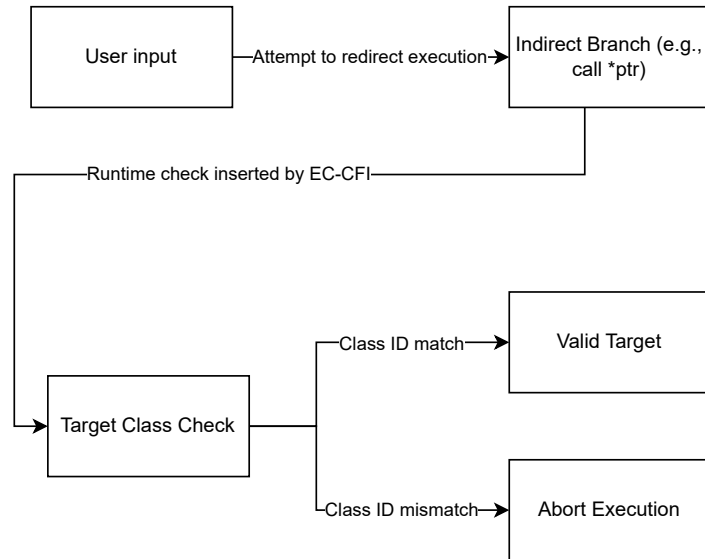 User input
Attempt to redirect execution
Indirect Branch (e.g.,
call *ptr)
Runtime check inserted by EC-CFI
Class ID match
Valid Target
Target Class Check
Class ID mismatch
Abort Execution